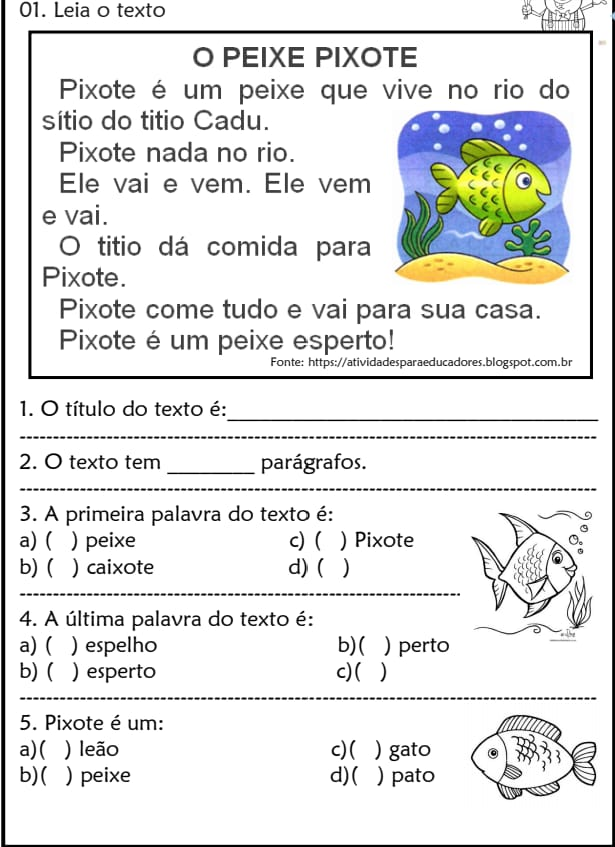 01. Leia o texto
O PEIXE PIXOTE
Pixote é um peixe que vive no rio do
sítio do titio Cadu.
Pixote nada no rio.
Ele vai e vem. Ele vem
e vai.
O titio dá comida para
Pixote.
Pixote come tudo e vai para sua casa.
Pixote é um peixe esperto!
Fonte: https://atividadesparaeducadores.blogspot.com.br
1. O título do texto é:____________________
2. O texto tem ________ parágrafos.
3. A primeira palavra do texto é:
a) ( ) peixe c) ( ) Pixote
b) ( ) caixote d) ( )
4. A última palavra do texto é:
a) ( ) espelho b)( ) perto
b) ( ) esperto c)( )
5. Pixote é um:
a)( ) leão c)( ) gato
b)( ) peixe d)( ) pato